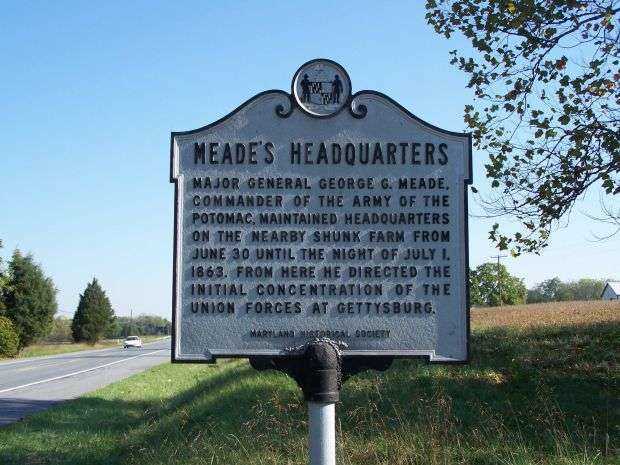 MEADE'S HEADQUARTERS
MAJOR GENERAL GEORGE G. MEADE,
COMMANDER OF THE ARMY OF THE
POTOMAC, MAINTAINED HEADQUARTERS
ON THE NEARBY SHUNK FARM FROM
JUNE 30 UNTIL THE NIGHT OF JULY 1,
1863. FROM HERE HE DIRECTED THE
INITIAL CONCENTRATION OF THE
UNION FORCES AT GETTYSBURG.
MARYLAND HISTORICAL SOCIETY